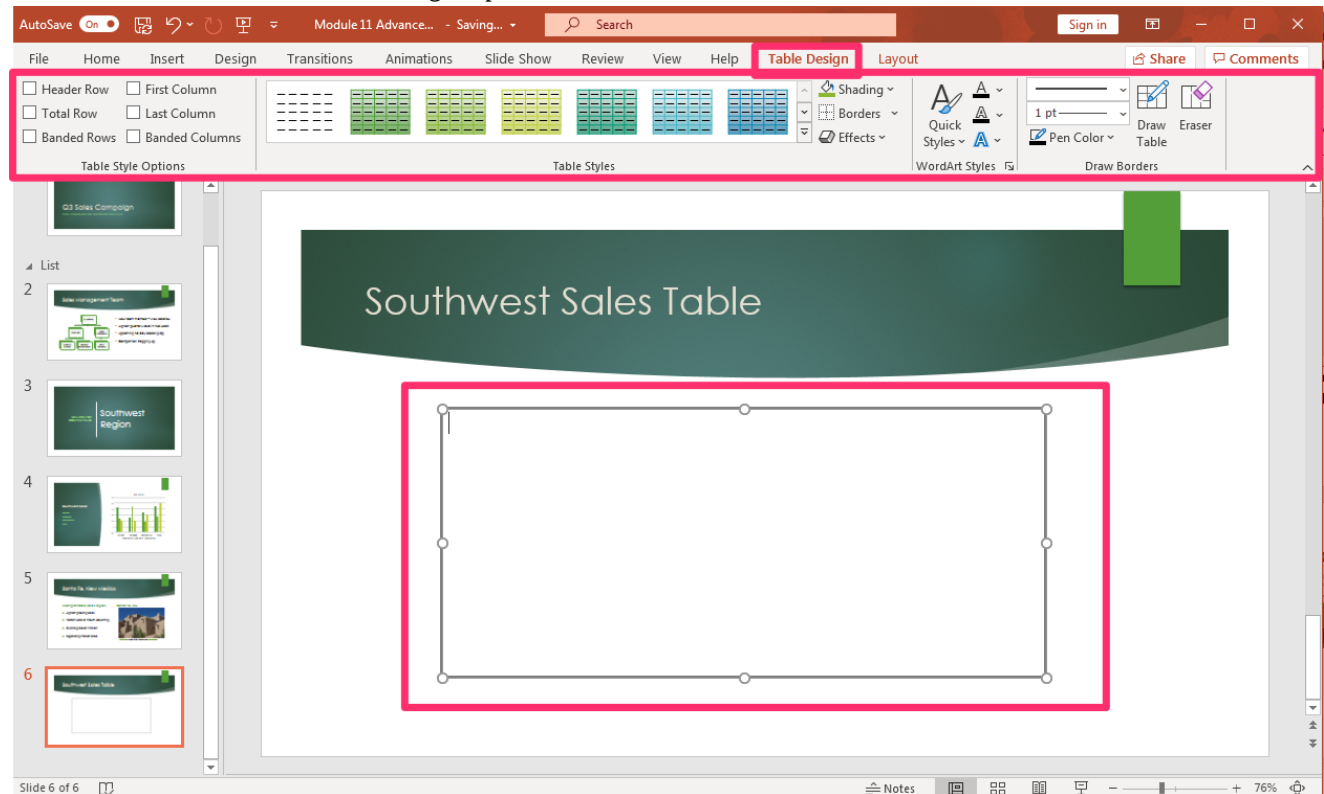 AutoSave On Module 11 Advance... - Saving... Search Sign in
File Home Insert Design Transitions Animations Slide Show Review View Help Table Design Layout Share Comments
Header Row First Column Shading
Total Row Last Column Borders 1 pt
Banded Rows Banded Columns Effects Quick Styles Pen Color Draw Table Eraser
Table Style Options Table Styles WordArt Styles Draw Borders
Q3 Sales Campaign
List
2
Sales Management Team
3
Southwest
Region
4
5
Santa Fe, New Mexico
6
Southwest Sales Table
Southwest Sales Table
Slide 6 of 6 Notes 76%